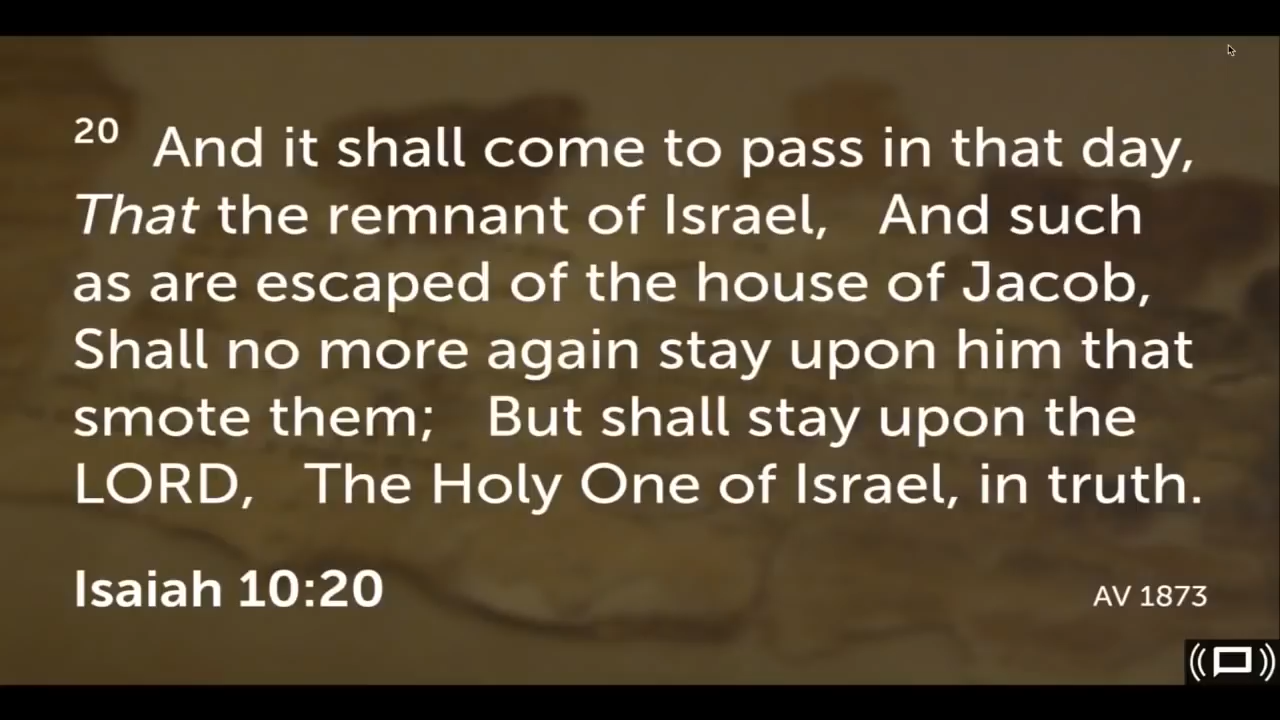 20 And it shall come to pass in that day,
That the remnant of Israel, And such
as are escaped of the house of Jacob,
Shall no more again stay upon him that
smote them; But shall stay upon the
LORD, The Holy One of Israel, in truth.
Isaiah 10:20
AV 1873